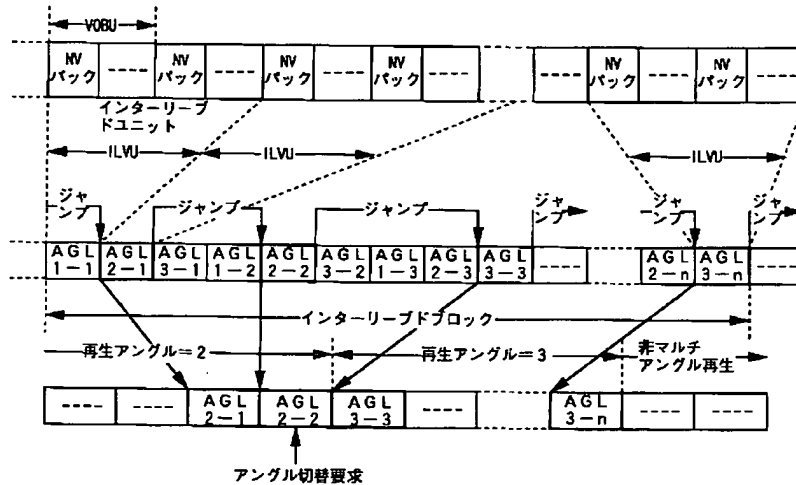 VOBU
NV NV NV NV NV NV
パック ---- パック ---- パック ---- パック ---- ---- パック ---- パック ----
インターリーブ
ドユニット
ILVU ILVU ILVU
ジャンプ ジャンプ ジャンプ ジャンプ ジャンプ ジャンプ
AGL AGL AGL AGL AGL AGL AGL AGL AGL AGL AGL
1-1 2-1 3-1 1-2 2-2 3-2 1-3 2-3 3-3 ---- 2-n 3-n ----
インターリーブドブロック
再生アングル=2 再生アングル=3 非マルチ
アングル再生
AGL AGL AGL AGL
---- ---- 2-1 2-2 3-3 ---- 3-n ---- ----
アングル切替要求